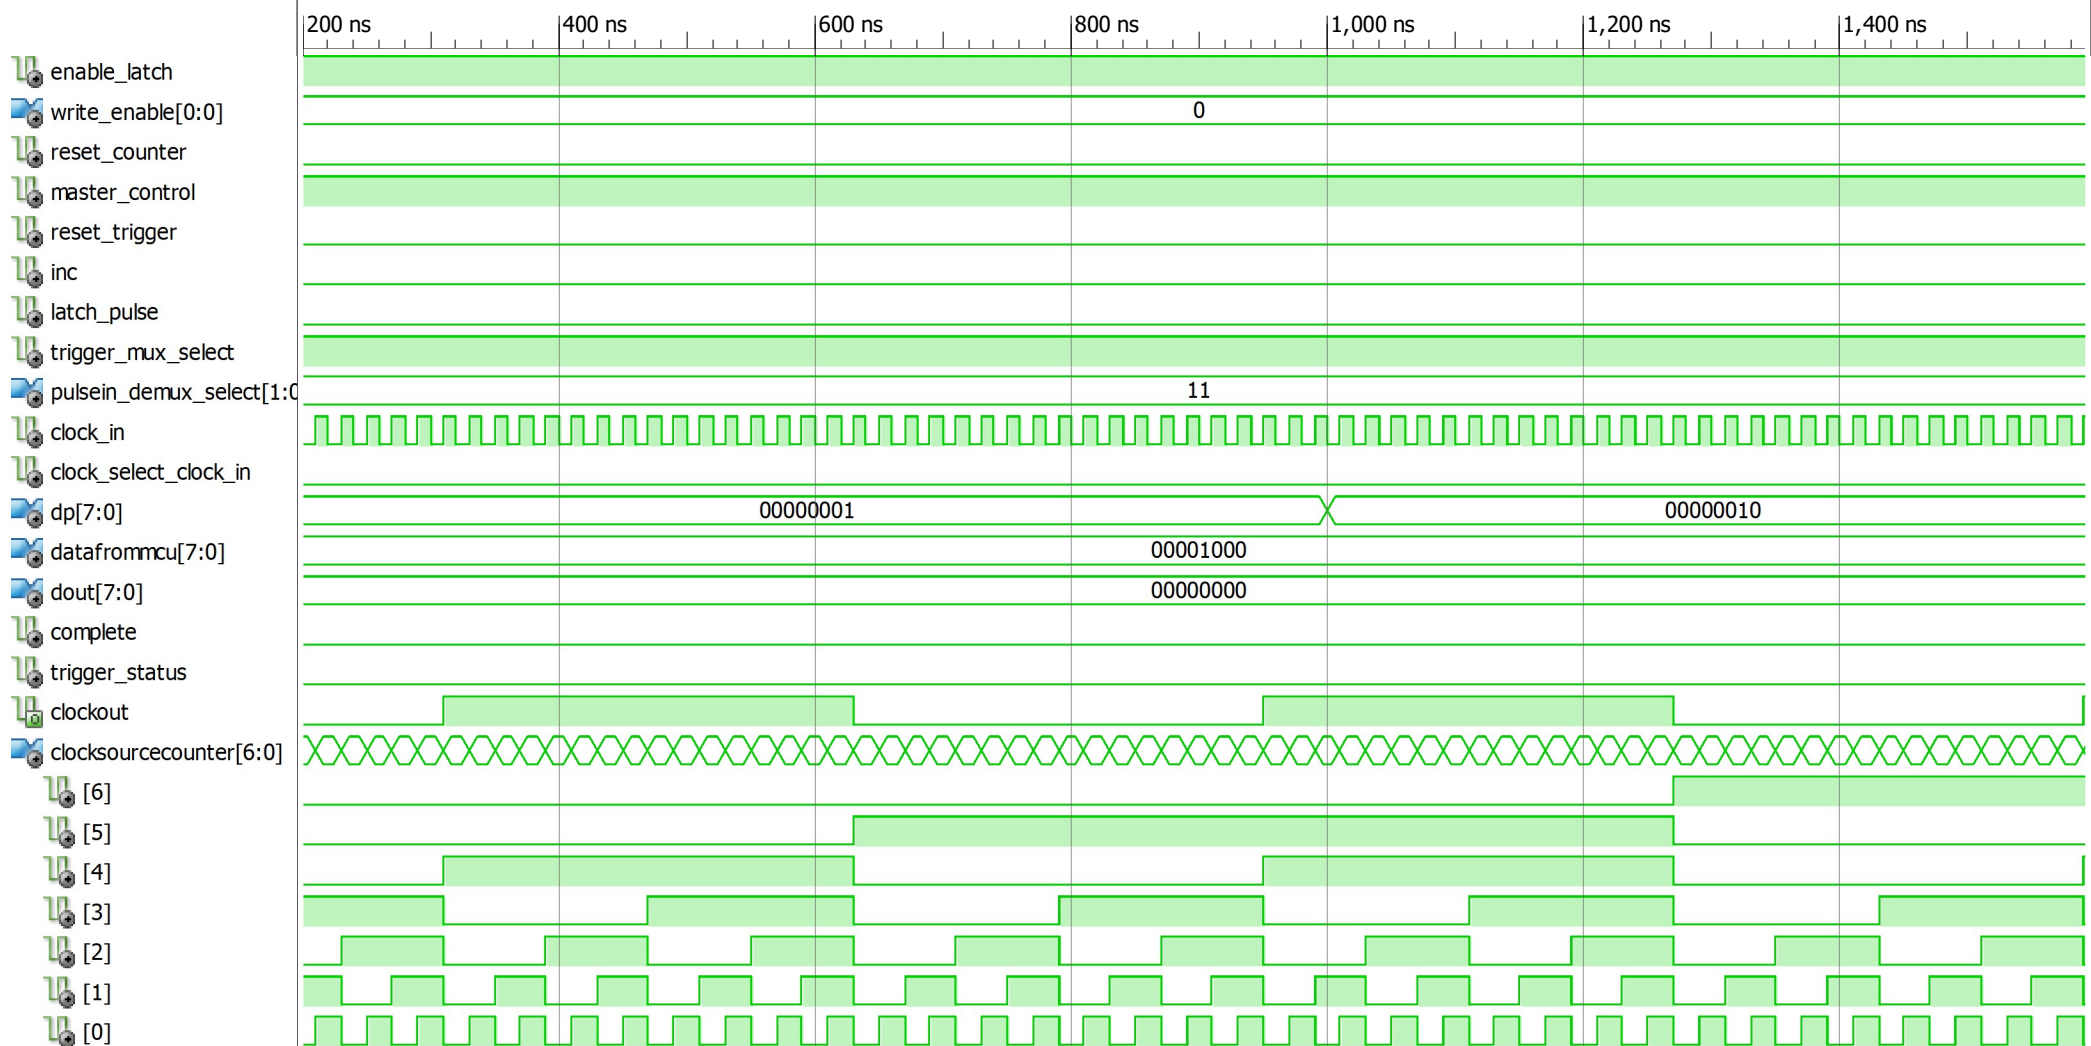 200 ns 400 ns 600 ns 800 ns 1,000 ns 1,200 ns 1,400 ns
enable_latch
write_enable[0:0] 0
reset_counter
master_control
reset_trigger
inc
latch_pulse
trigger_mux_select
pulsein_demux_select[1:0 11
clock_in
clock_select_clock_in
dp[7:0] 00000001 00000010
datafrommcu[7:0] 00001000
dout[7:0] 00000000
complete
trigger_status
clockout
clocksourcecounter[6:0]
[6]
[5]
[4]
[3]
[2]
[1]
[0]